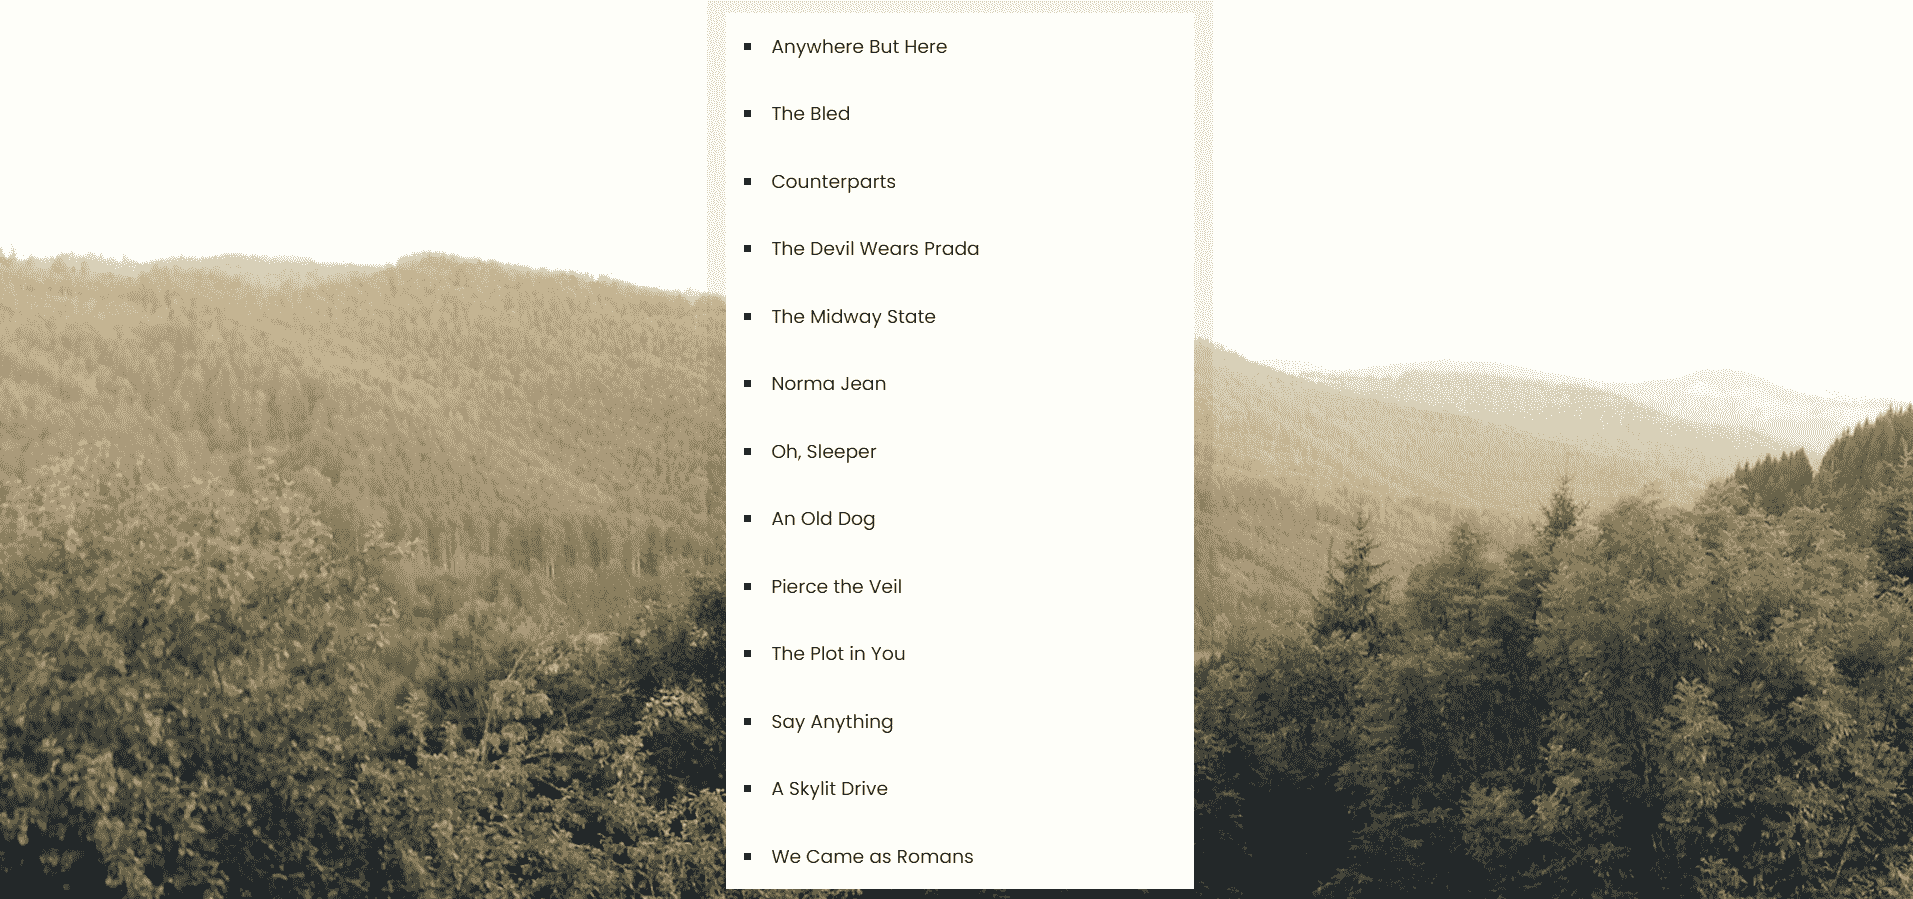 Anywhere But Here
The Bled
Counterparts
The Devil Wears Prada
The Midway State
Norma Jean
Oh, Sleeper
An Old Dog
Pierce the Veil
The Plot in You
Say Anything
A Skylit Drive
We Came as Romans